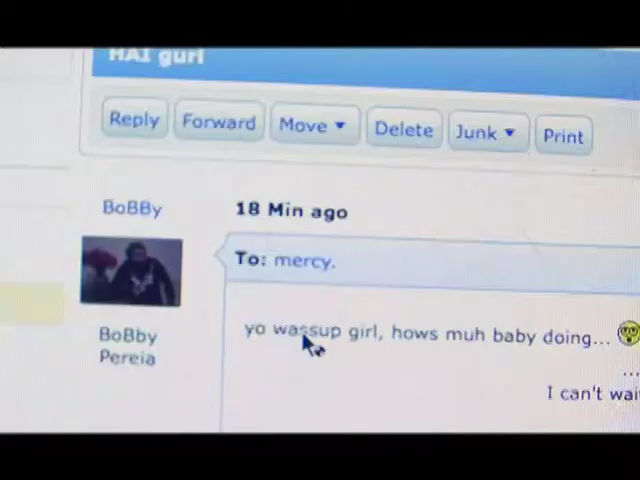 HAI gurl
Reply Forward Move Delete Junk Print
BoBBy
18 Min ago
To: mercy.
BoBby
Pereia
yo wassup girl, hows muh baby doing...
...
I can't wai